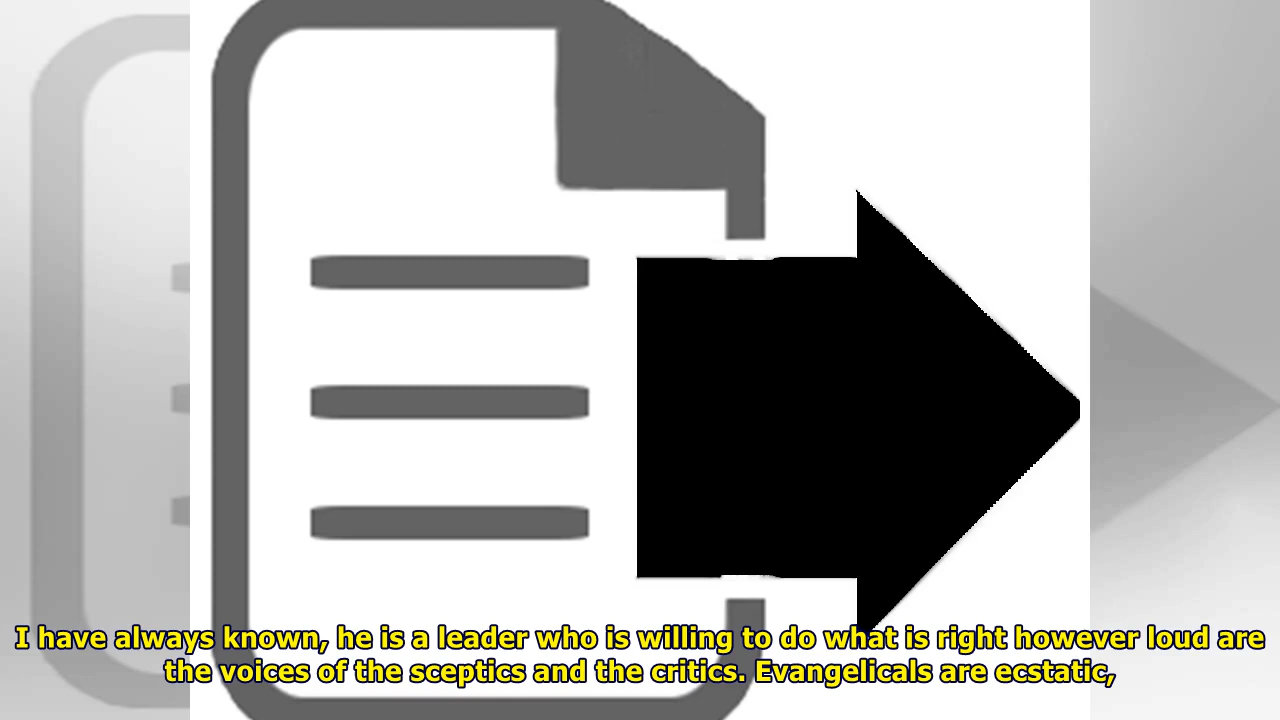 I have always known, he is a leader who is willing to do what is right however loud are
the voices of the sceptics and the critics. Evangelicals are ecstatic,